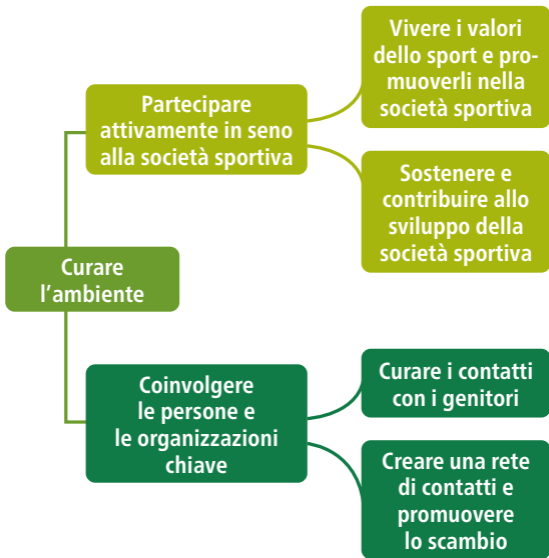 Vivere i valori
dello sport e pro-
muoverli nella
società sportiva
Partecipare
attivamente in seno
alla società sportiva
Sostenere e
contribuire allo
sviluppo della
società sportiva
Curare
l’ambiente
Coinvolgere
le persone e
le organizzazioni
chiave
Curare i contatti
con i genitori
Creare una rete
di contatti e
promuovere
lo scambio